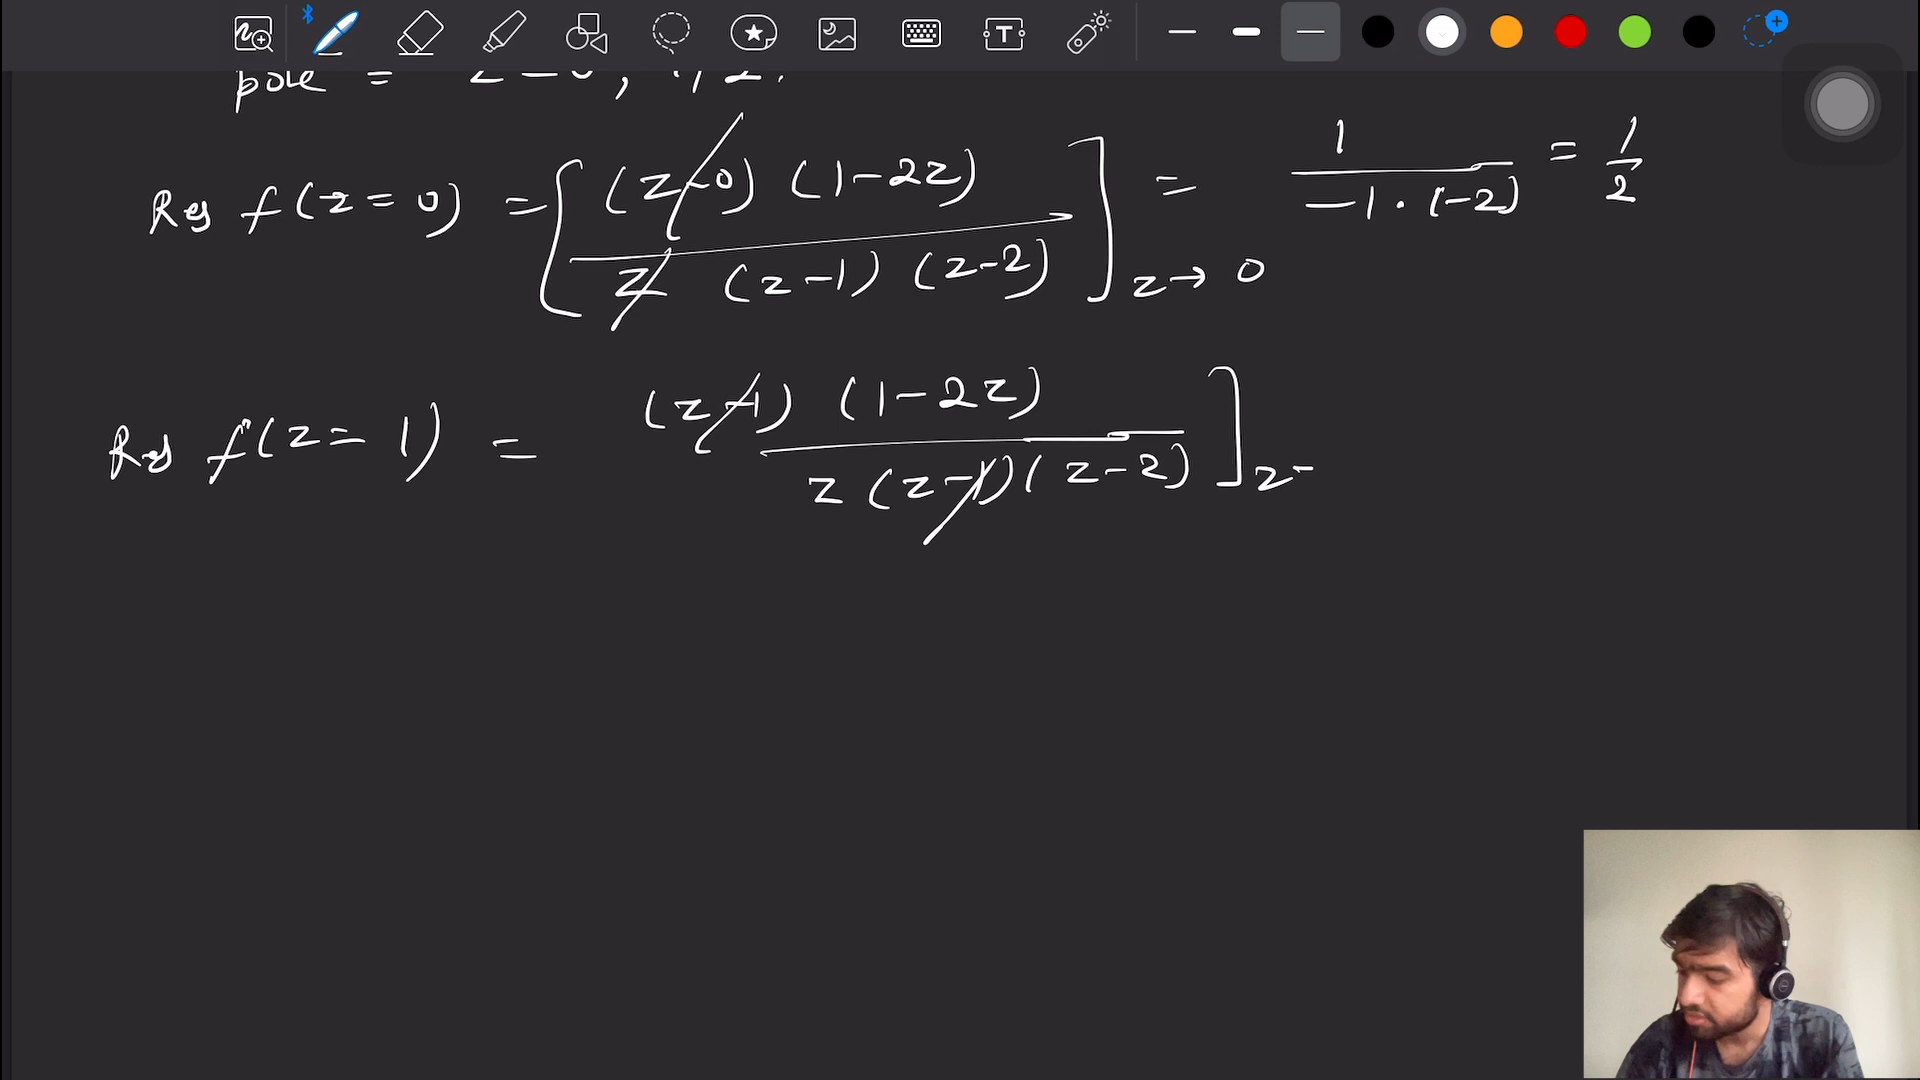 pole =
Res f(z = 0) = [ (z-0) (1-2z) / z (z-1) (z-2) ] z→ 0 = 1 / -1 . (-2) = 1/2
Res f(z = 1) = (z-1) (1-2z) / z (z-1) (z-2) ] z